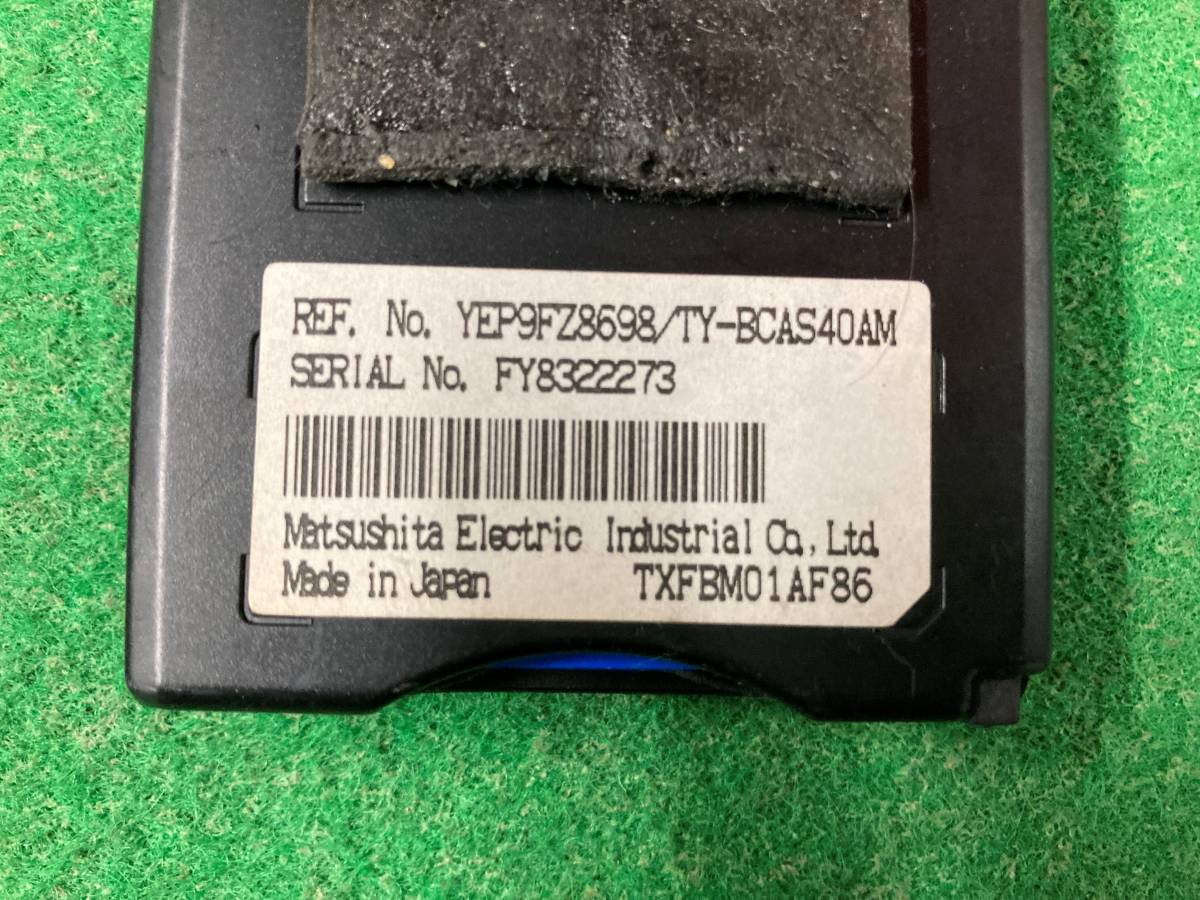 REF. No. YEP9FZ8698/TY-BCAS40AM
SERIAL No. FY8322273
Matsushita Electric Industrial Co., Ltd.
Made in Japan TXFBM01AF86